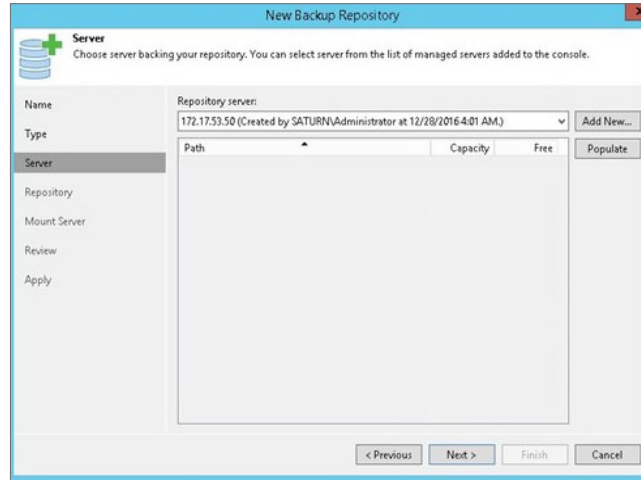 New Backup Repository
Server
Choose server backing your repository. You can select server from the list of managed servers added to the console.
Name
Type
Server
Repository
Mount Server
Review
Apply
Repository server:
172.17.53.50 (Created by SATURN\Administrator at 12/28/2016 4:01 AM.)
Add New...
Path
Capacity
Free
Populate
< Previous
Next >
Finish
Cancel